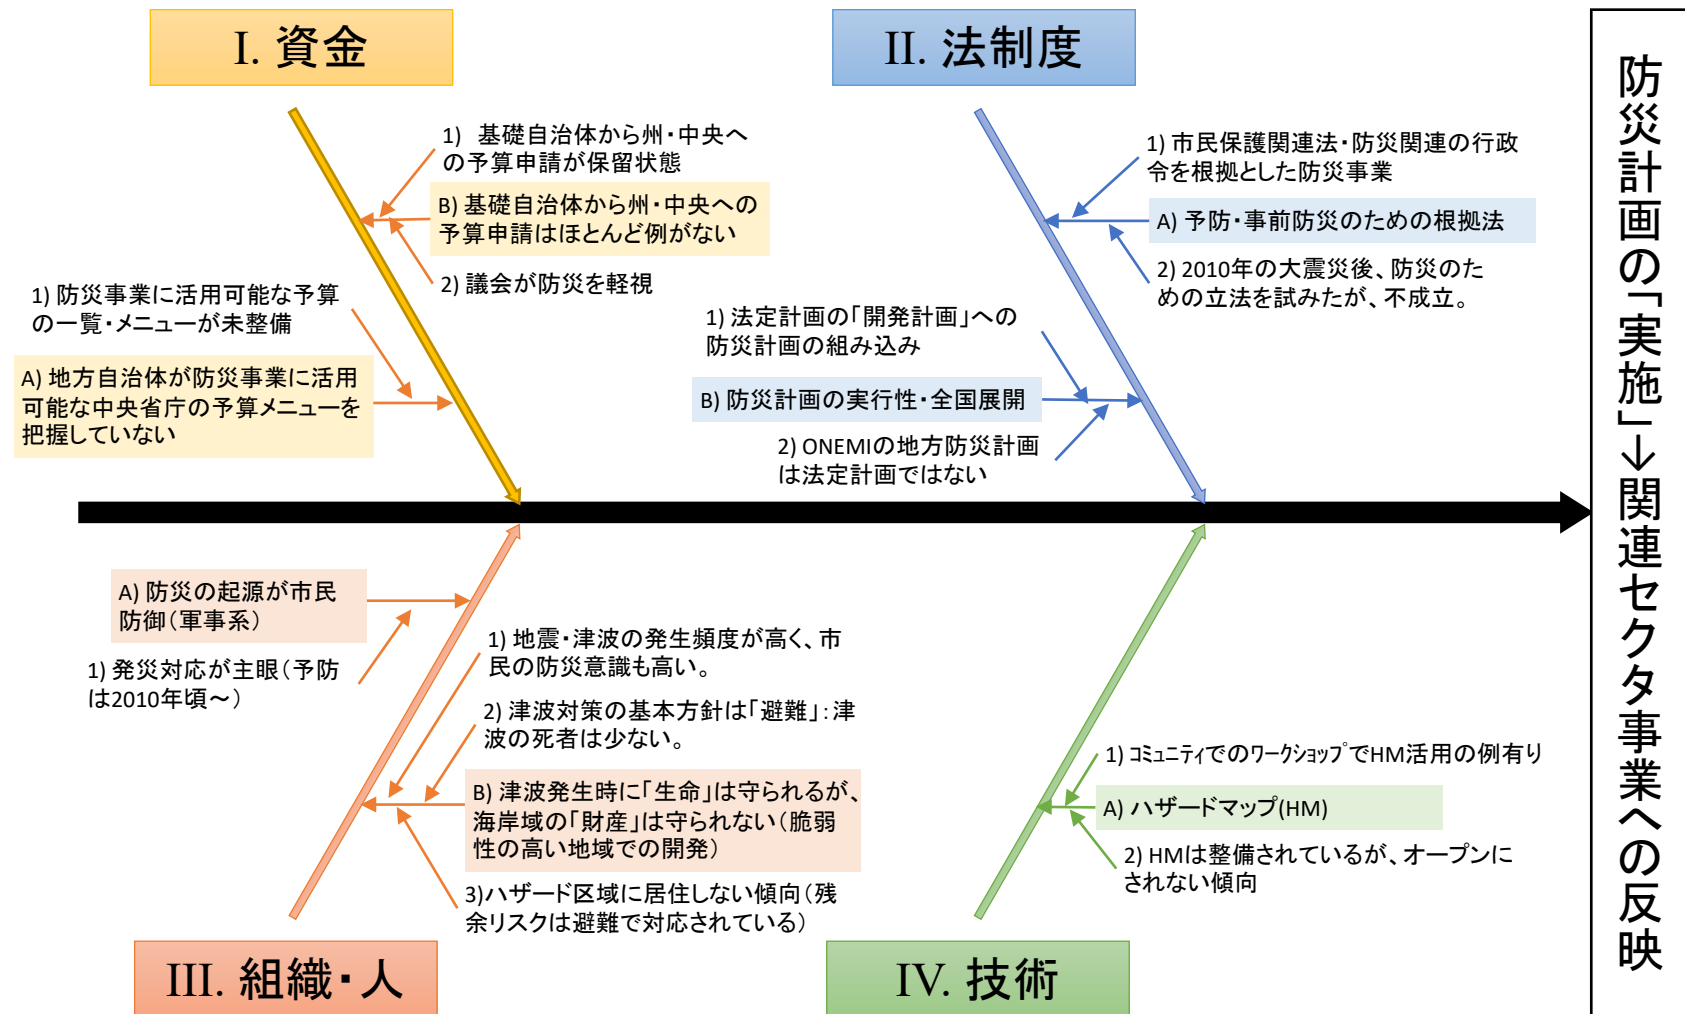 I. 資金
II. 法制度
1) 基礎自治体から州・中央へ
の予算申請が保留状態
B) 基礎自治体から州・中央への
予算申請はほとんど例がない
2) 議会が防災を軽視
1) 防災事業に活用可能な予算
の一覧・メニューが未整備
A) 地方自治体が防災事業に活用
可能な中央省庁の予算メニューを
把握していない
1) 市民保護関連法・防災関連の行政
令を根拠とした防災事業
A) 予防・事前防災のための根拠法
2) 2010年の大震災後、防災のた
めの立法を試みたが、不成立。
1) 法定計画の「開発計画」への
防災計画の組み込み
B) 防災計画の実行性・全国展開
2) ONEMIの地方防災計画
は法定計画ではない
防災計画の「実施」→関連セクタ事業への反映
A) 防災の起源が市民
防御(軍事系)
1) 発災対応が主眼(予防
は2010年頃～)
1) 地震・津波の発生頻度が高く、市
民の防災意識も高い。
2) 津波対策の基本方針は「避難」:津
波の死者は少ない。
B) 津波発生時に「生命」は守られるが、
海岸域の「財産」は守られない(脆弱
性の高い地域での開発)
3)ハザード区域に居住しない傾向(残
余リスクは避難で対応されている)
1) コミュニティでのワークショップでHM活用の例有り
A) ハザードマップ(HM)
2) HMは整備されているが、オープンに
されない傾向
III. 組織・人
IV. 技術